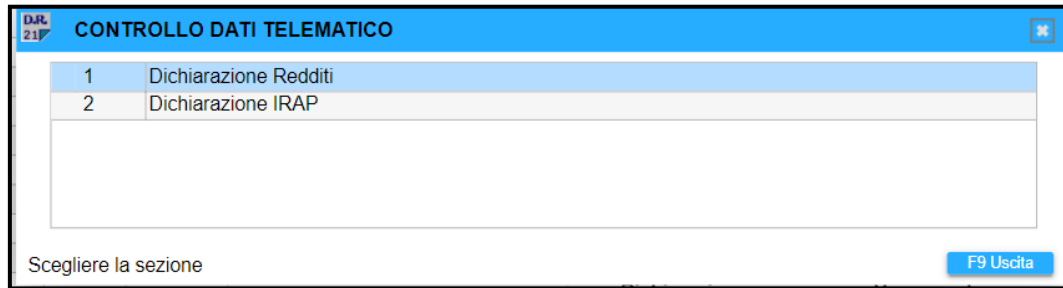 D.R.
21
CONTROLLO DATI TELEMATICO
1 Dichiarazione Redditi
2 Dichiarazione IRAP
Scegliere la sezione
F9 Uscita